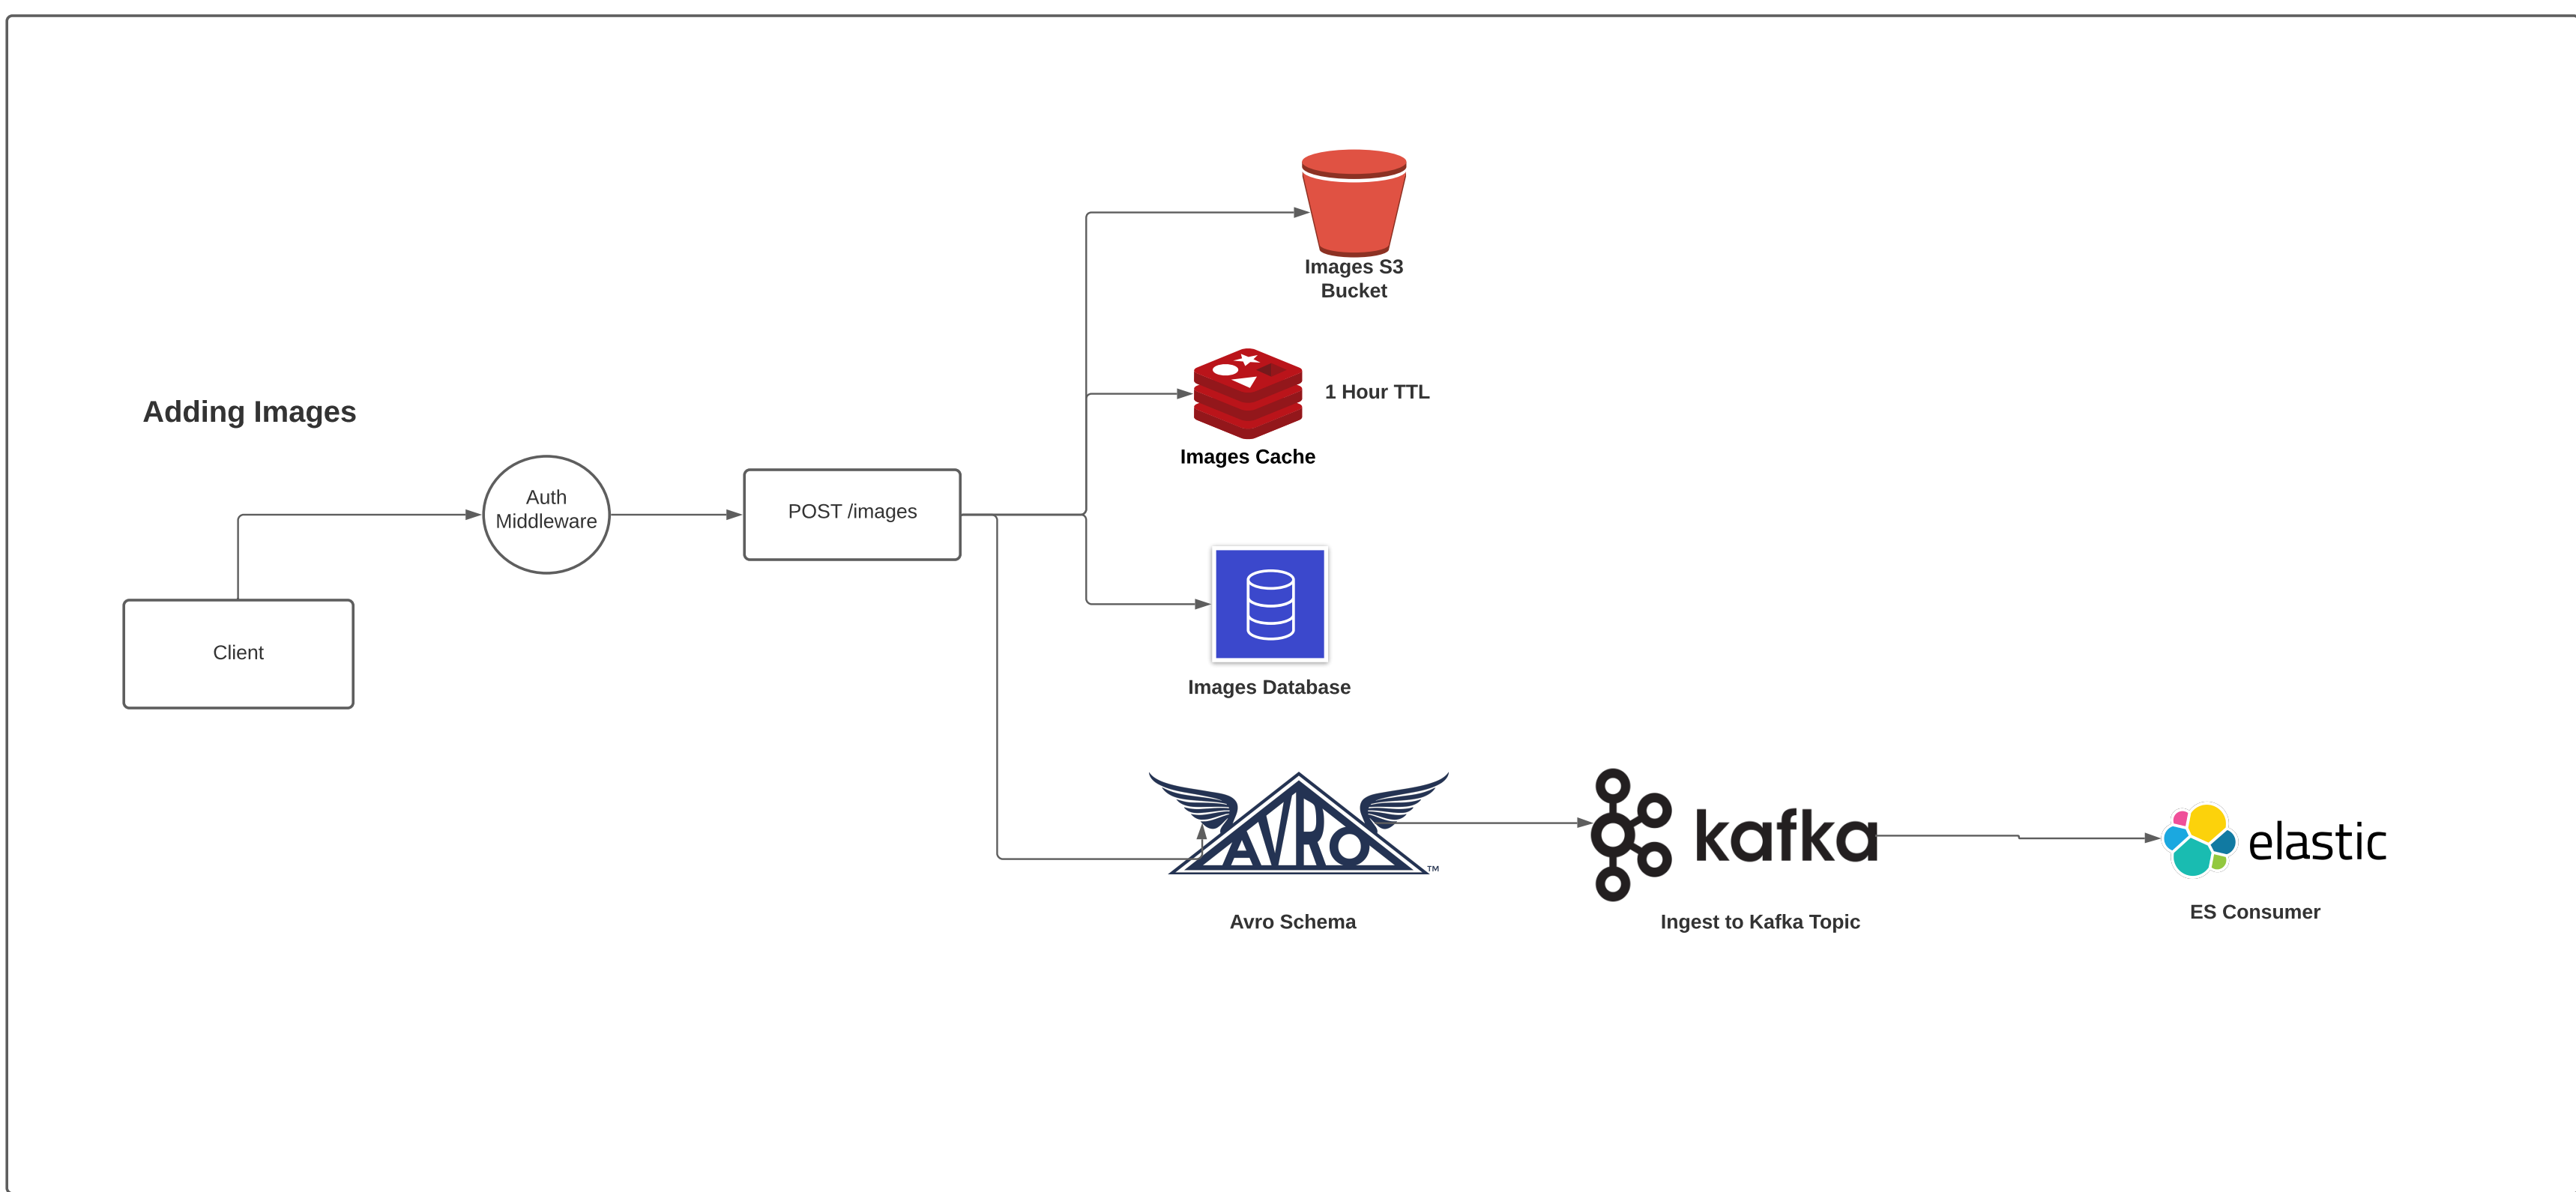 Images S3
Bucket
1 Hour TTL
Adding Images
Images Cache
Auth
Middleware
POST /images
Client
Images Database
AVRO
™
kafka
elastic
Avro Schema
Ingest to Kafka Topic
ES Consumer